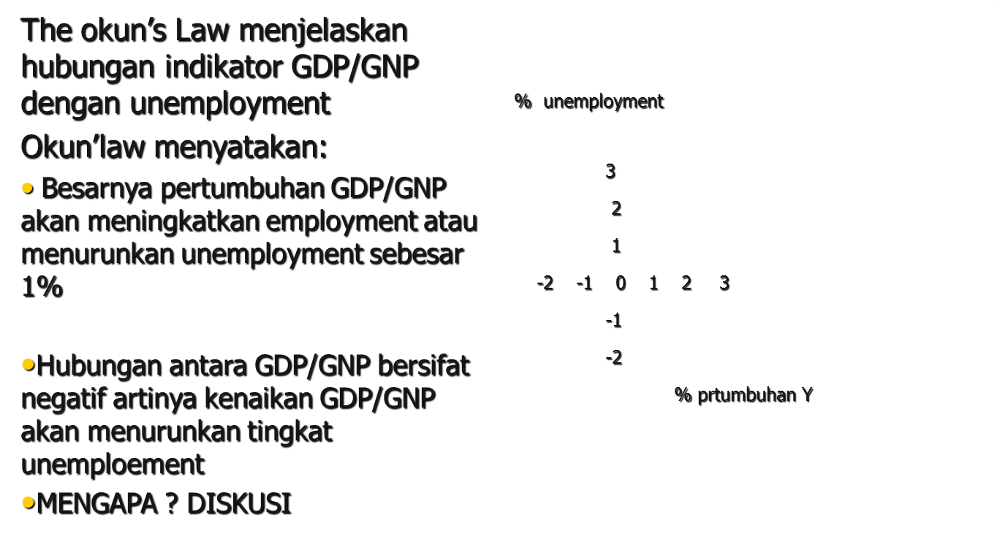 The okun’s Law menjelaskan
hubungan indikator GDP/GNP
dengan unemployment
Okun’law menyatakan:
• Besarnya pertumbuhan GDP/GNP
akan meningkatkan employment atau
menurunkan unemployment sebesar
1%
•Hubungan antara GDP/GNP bersifat
negatif artinya kenaikan GDP/GNP
akan menurunkan tingkat
unemploement
•MENGAPA ? DISKUSI
% unemployment
3
2
1
-2 -1 0 1 2 3
-1
-2
% prtumbuhan Y